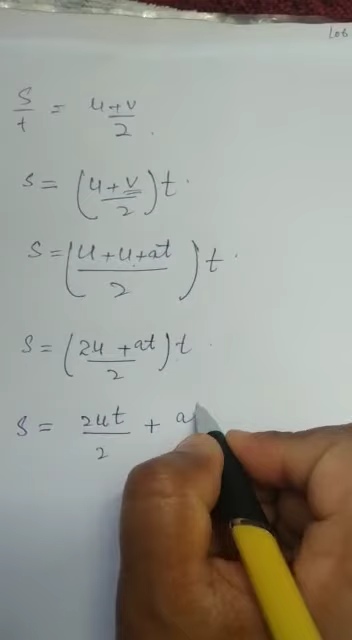 s/t = u+v/2
s = (u+v/2)t
s = (u+u+at/2)t
s = (2u+at/2)t
s = 2ut/2 + a